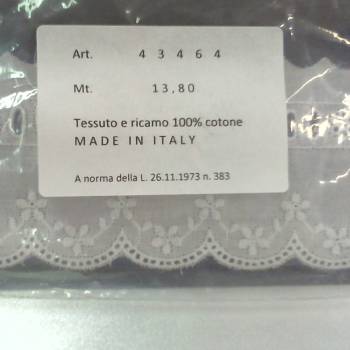 Art. 4 3 4 6 4
Mt. 13,80
Tessuto e ricamo 100% cotone
MADE IN ITALY
A norma della L. 26.11.1973 n. 383